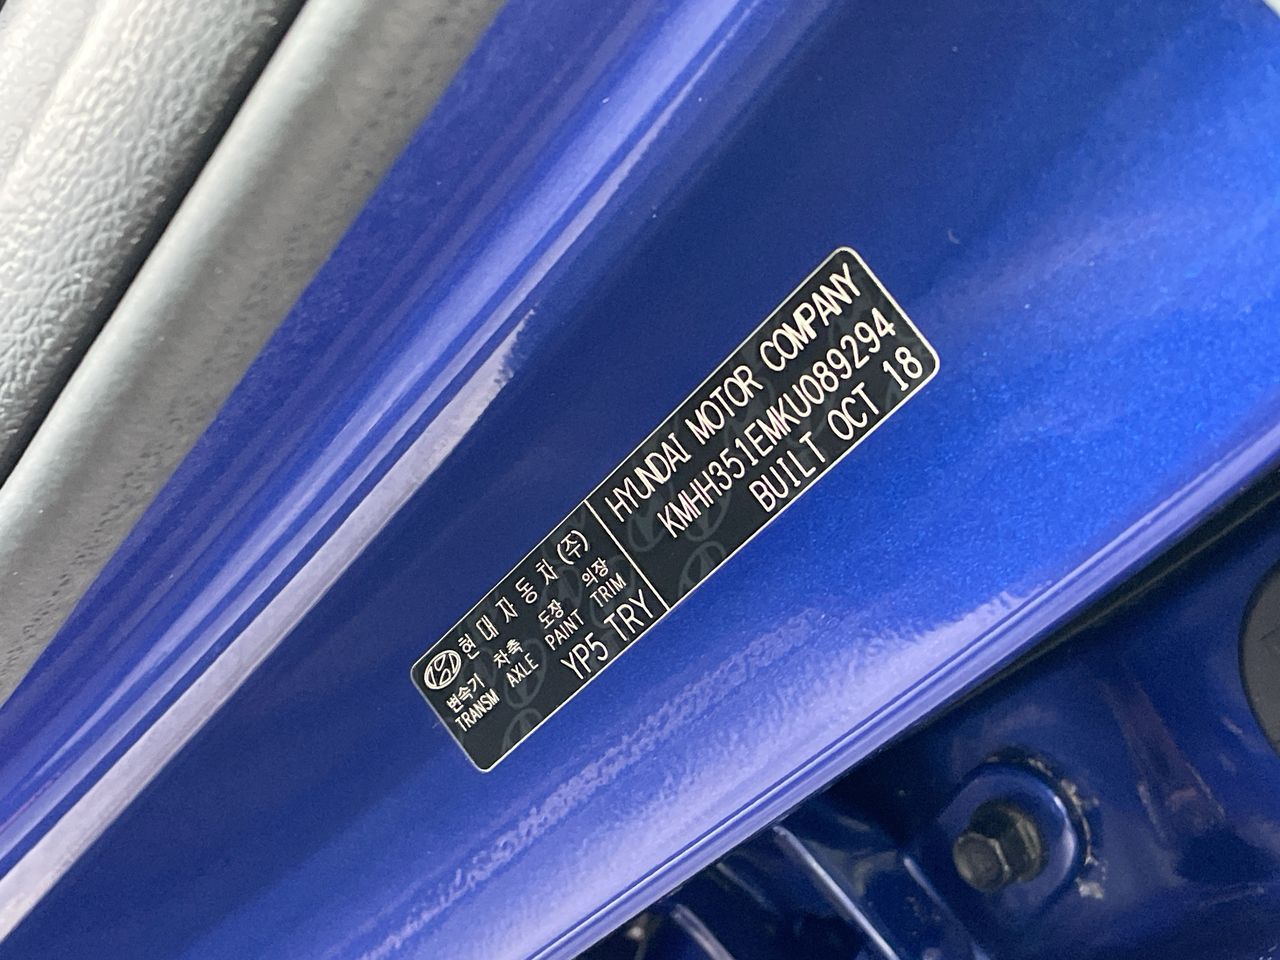 현대자동차(주)
변속기 차축 도장 의장
TRANSM AXLE PAINT TRIM
YP5 TRY
HYUNDAI MOTOR COMPANY
KMHH351EMKU089294
BUILT OCT 18